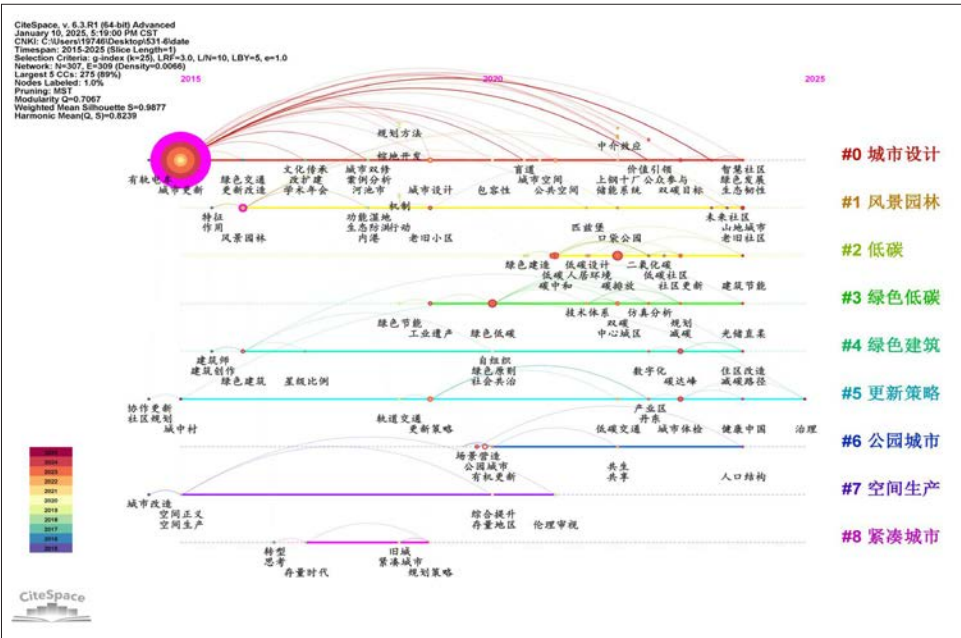 CiteSpace, v. 6.3.R1 (64-bit) Advanced
January 10, 2025, 5:19:00 PM CST
CNKI: C:\Users\19746\Desktop\531-6\date
Timespan: 2015-2025 (Slice Length=1)
Selection Criteria: g-index (k=25), LRF=3.0, L/N=10, LBY=5, e=1.0
Network: N=307, E=309 (Density=0.0066)
Largest 5 CCs: 275 (89%)
Nodes Labeled: 1.0%
Pruning: MST
Modularity Q=0.7067
Weighted Mean Silhouette S=0.9877
Harmonic Mean(Q, S)=0.8239
2015 2020 2025
规划方法
棕地开发
中介效应
#0 城市设计
文化传承 城市双修 盲道 价值引领 智慧社区
有轨电车 绿色交通 改扩建 案例分析 城市空间 上钢十厂 公众参与 绿色发展
城市更新 更新改造 学术年会 河池市 城市设计 包容性 公共空间 储能系统 双碳目标 生态韧性
机制
#1 风景园林
特征 功能湿地 未来社区
作用 生态防洪 行动 匹兹堡 山地城市
风景园林 内港 老旧小区 口袋公园 老旧社区
#2 低碳
绿色建造 低碳设计 二氧化碳
低碳 人居环境 低碳社区
碳中和 碳排放 社区更新 建筑节能
#3 绿色低碳
技术体系 仿真分析
绿色节能 双碳 规划
工业遗产 绿色低碳 中心城区 减碳 光储直柔
#4 绿色建筑
建筑师 自组织
建筑创作 绿色原则 数字化 住区改造
绿色建筑 星级比例 社会共治 碳达峰 减碳路径
#5 更新策略
协作更新 产业区
社区规划 轨道交通 丹东
城中村 更新策略 低碳交通 城市体检 健康中国 治理
#6 公园城市
场景营造
公园城市 共生
有机更新 共享 人口结构
#7 空间生产
城市改造
空间正义 综合提升
空间生产 存量地区 伦理审视
#8 紧凑城市
转型 旧城
思考 紧凑城市
存量时代 规划策略
2025
2024
2023
2022
2021
2020
2019
2018
2017
2016
2015
CiteSpace